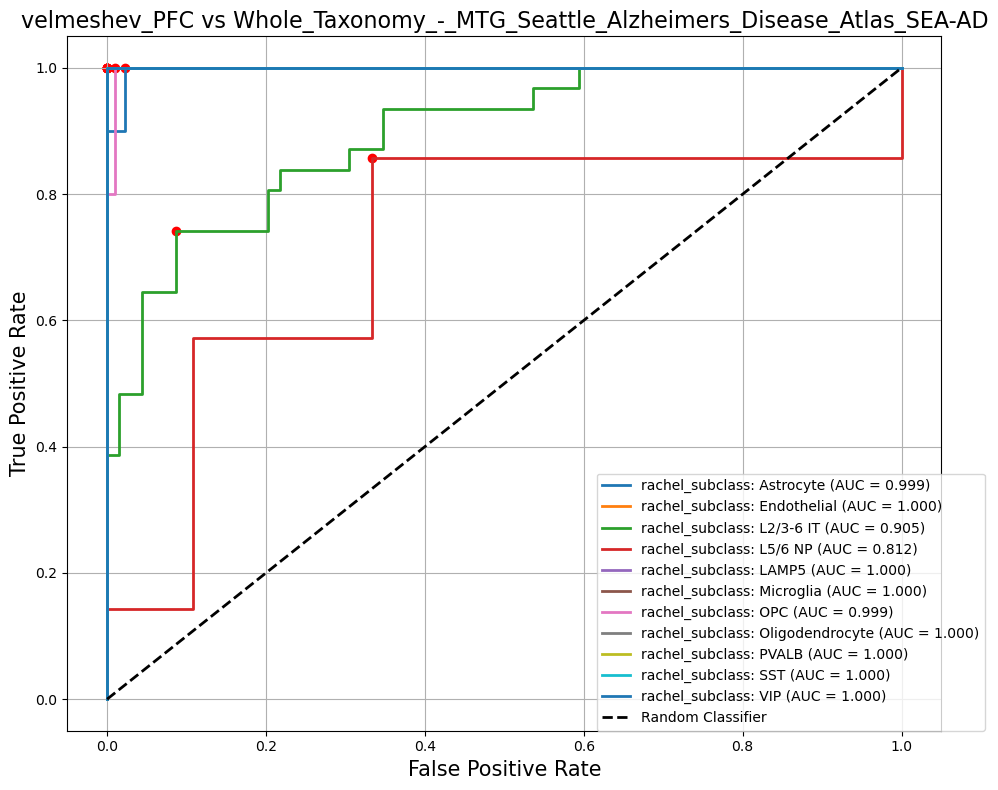 velmeshev_PFC vs Whole_Taxonomy_-_MTG_Seattle_Alzheimers_Disease_Atlas_SEA-AD
1.0
0.8
0.6
0.4
0.2
0.0
True Positive Rate
rachel_subclass: Astrocyte (AUC = 0.999)
rachel_subclass: Endothelial (AUC = 1.000)
rachel_subclass: L2/3-6 IT (AUC = 0.905)
rachel_subclass: L5/6 NP (AUC = 0.812)
rachel_subclass: LAMP5 (AUC = 1.000)
rachel_subclass: Microglia (AUC = 1.000)
rachel_subclass: OPC (AUC = 0.999)
rachel_subclass: Oligodendrocyte (AUC = 1.000)
rachel_subclass: PVALB (AUC = 1.000)
rachel_subclass: SST (AUC = 1.000)
rachel_subclass: VIP (AUC = 1.000)
Random Classifier
0.0 0.2 0.4 0.6 0.8 1.0
False Positive Rate